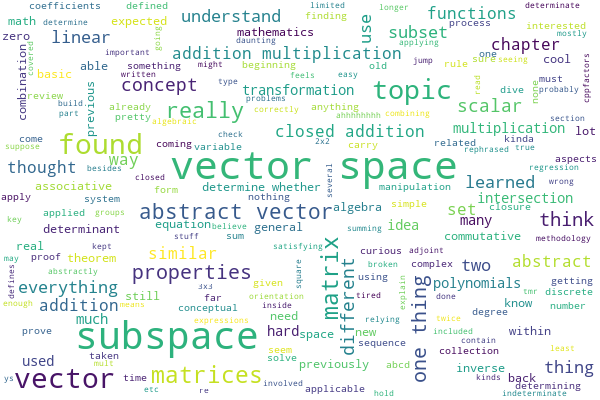 coefficients defined limited finding longer determinate
math determine expected understand use functions process interested mostly
zero linear going daunting applying
mathematics subset one chapter
combination covered important addition multiplication sure seeing
able something might beginning old jump rule cool
basic concept written feels easy topic read none dive must cppfactors
review previous transformation anything scalar probably
build. type problems
already really correctly ahhhhhhh combining
part pretty algebraic closed addition multiplication section
suppose come found check 2x2 carry related rephrased true lot
besides way coming variable kinda regression wrong
thought closed vector space aspects
associative form determine whether several manipulation learned
apply system nothing intersection
key applied groups abstract vector algebra simple set closure methodology
determinant equation believe general summing idea many think
may real stuff sum satisfying commutative
proof kept theorem similar curious adjoint
abstractly matrix different using complex two abstract
defines everything properties square broken polynomials getting
3x3 given tired explain done tmr discrete
enough addition means still far orientation relying twice degree know number
conceptual inside
much expressions need new included within
prove subspace hard space sequence contain least
seem previously abcd collection inverse thing
used taken mult solve one thing kinds back
ys vector time matrices involved applicable determining
etc re hold indeterminate